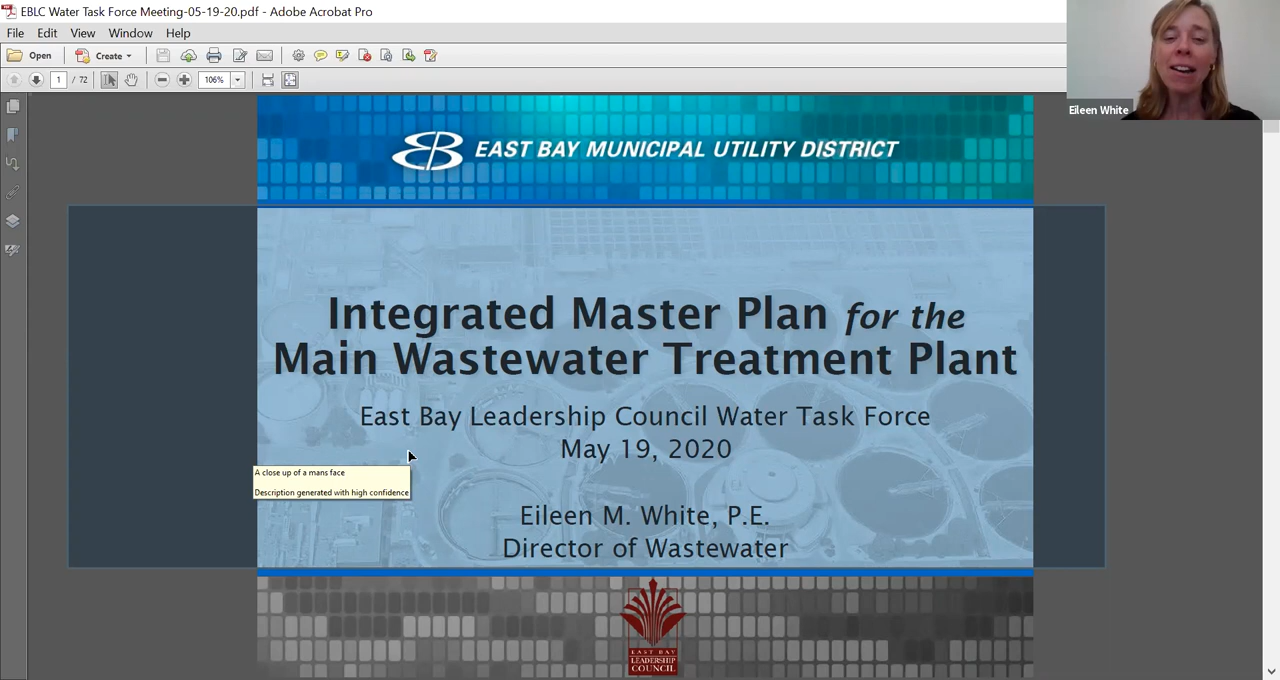 EBLC Water Task Force Meeting-05-19-20.pdf - Adobe Acrobat Pro
File Edit View Window Help
Open Create
1 / 72 106%
Eileen White
EAST BAY MUNICIPAL UTILITY DISTRICT
Integrated Master Plan for the
Main Wastewater Treatment Plant
East Bay Leadership Council Water Task Force
May 19, 2020
A close up of a mans face
Description generated with high confidence
Eileen M. White, P.E.
Director of Wastewater
EAST BAY
LEADERSHIP
COUNCIL